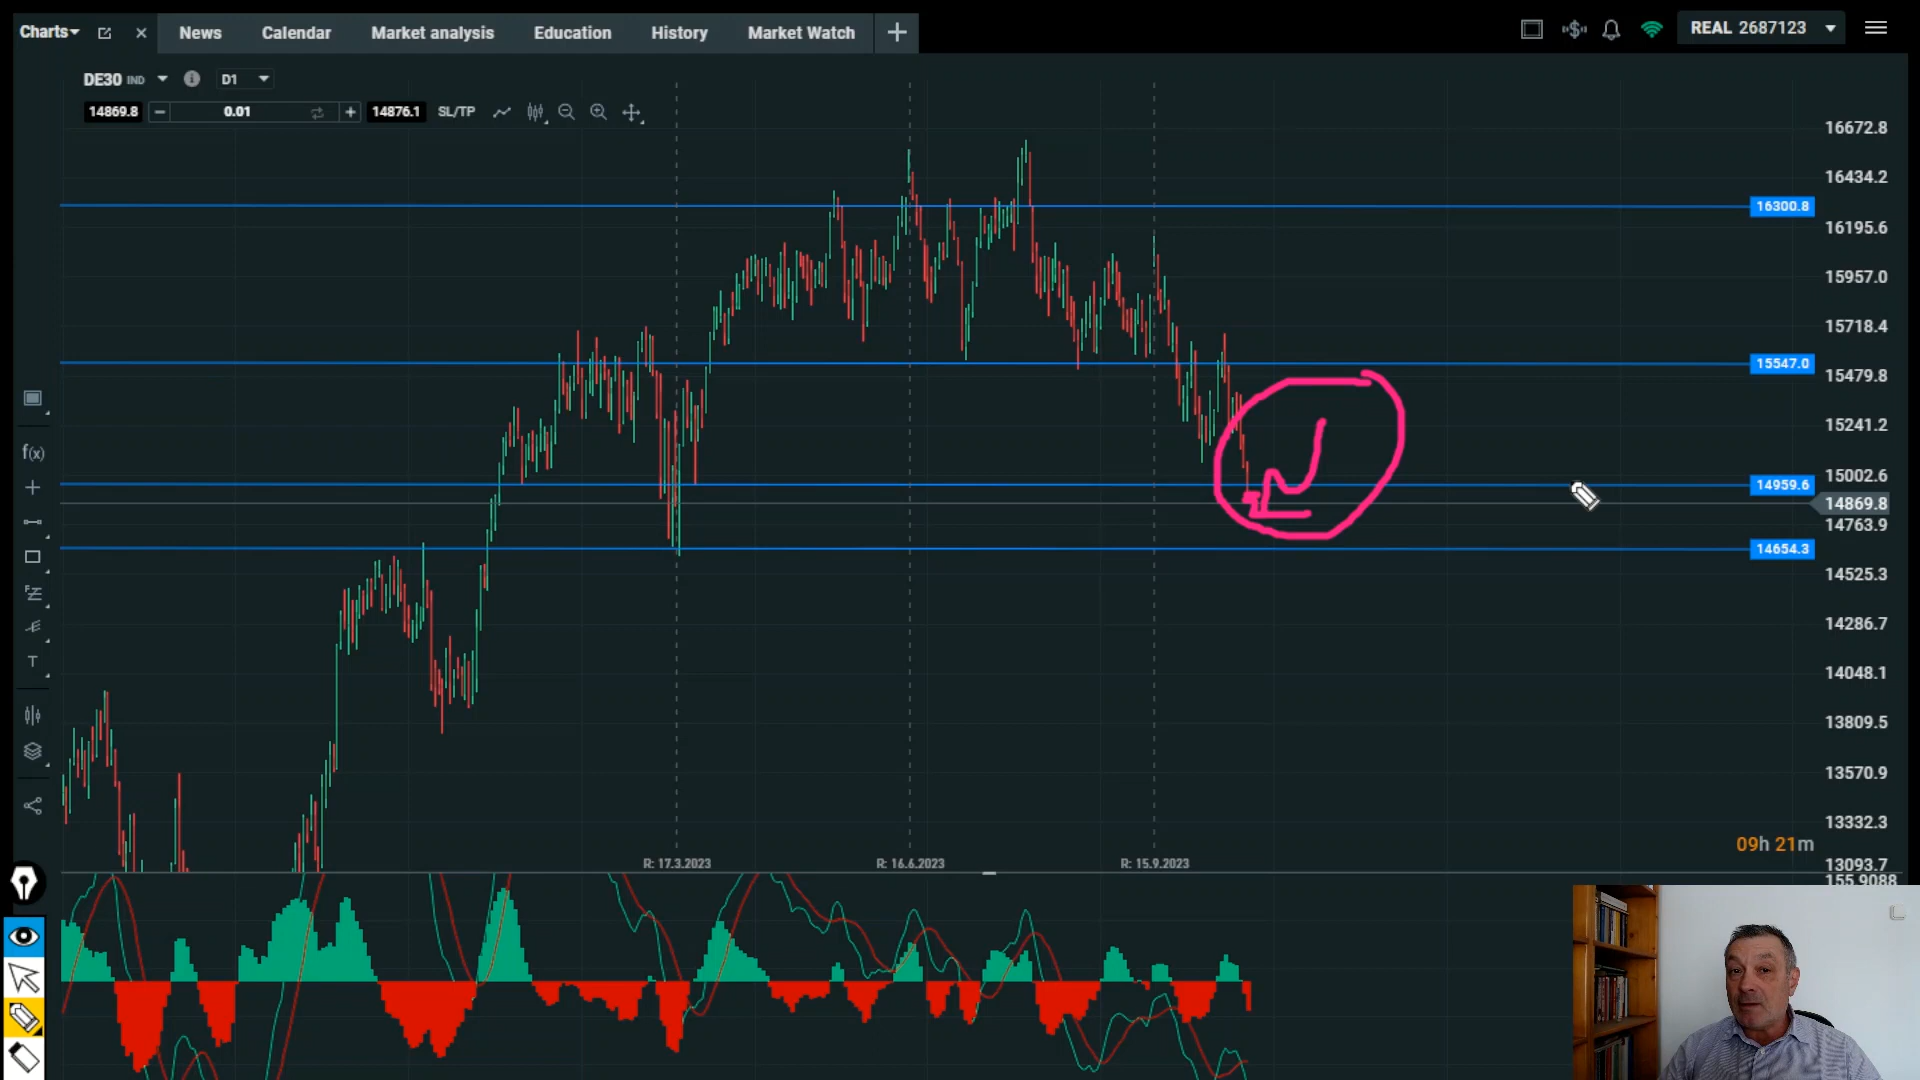 Charts
News
Calendar
Market analysis
Education
History
Market Watch
REAL 2687123
DE30 IND
D1
14869.8
0.01
14876.1
SL/TP
16672.8
16434.2
16300.8
16195.6
15957.0
15718.4
15547.0
15479.8
15241.2
15002.6
14959.6
14869.8
14763.9
14654.3
14525.3
14286.7
14048.1
13809.5
13570.9
13332.3
09h 21m
13093.7
155.9088
f(x)
T
R: 17.3.2023
R: 16.6.2023
R: 15.9.2023